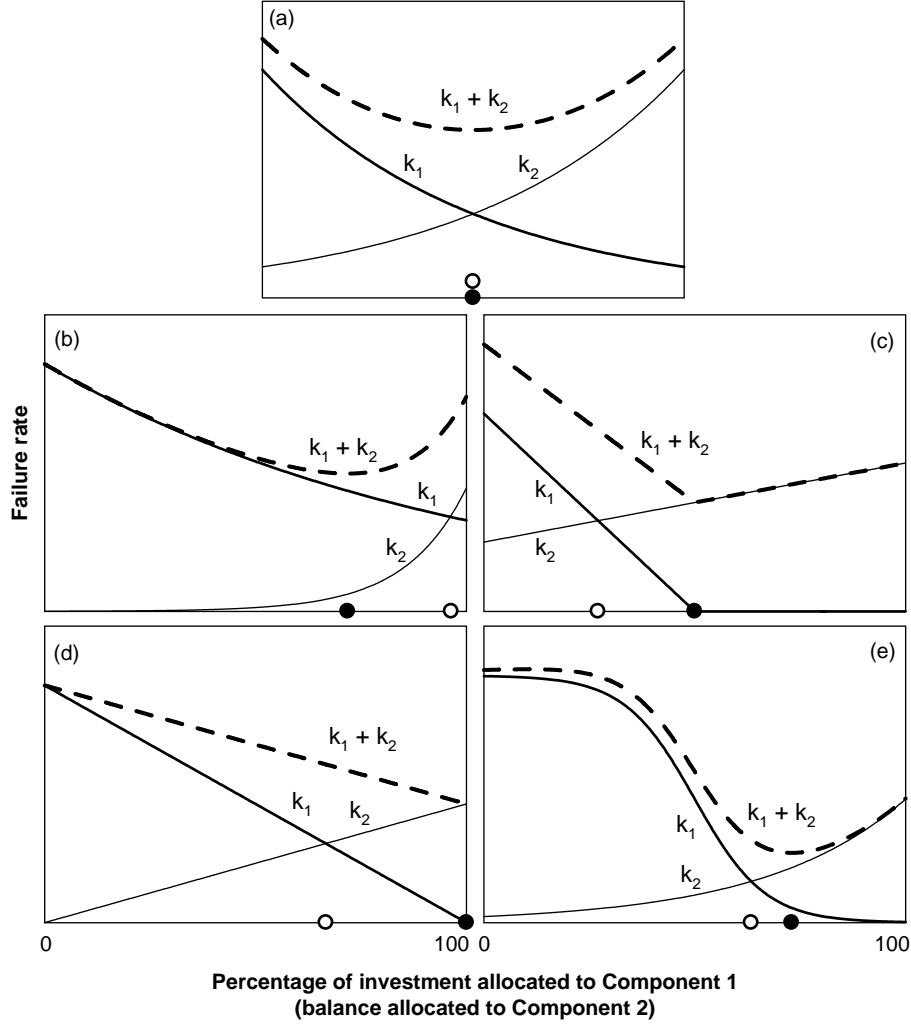 (a)
k₁ + k₂
k₁
k₂
(b)
k₁ + k₂
k₁
k₂
(c)
k₁ + k₂
k₁
k₂
Failure rate
(d)
k₁ + k₂
k₁
k₂
0
100
(e)
k₁ + k₂
k₁
k₂
0
100
Percentage of investment allocated to Component 1
(balance allocated to Component 2)